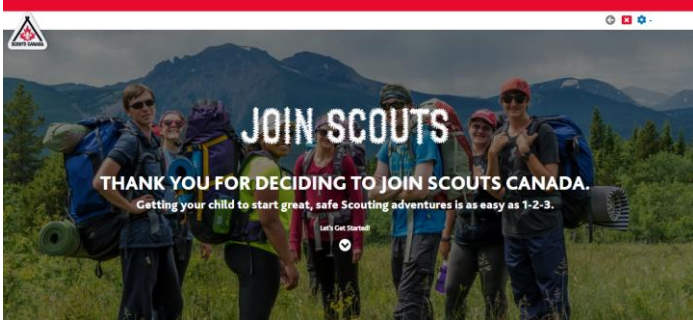 SCOUTS CANADA
JOIN SCOUTS
THANK YOU FOR DECIDING TO JOIN SCOUTS CANADA.
Getting your child to start great, safe Scouting adventures is as easy as 1-2-3.
Let's Get Started!